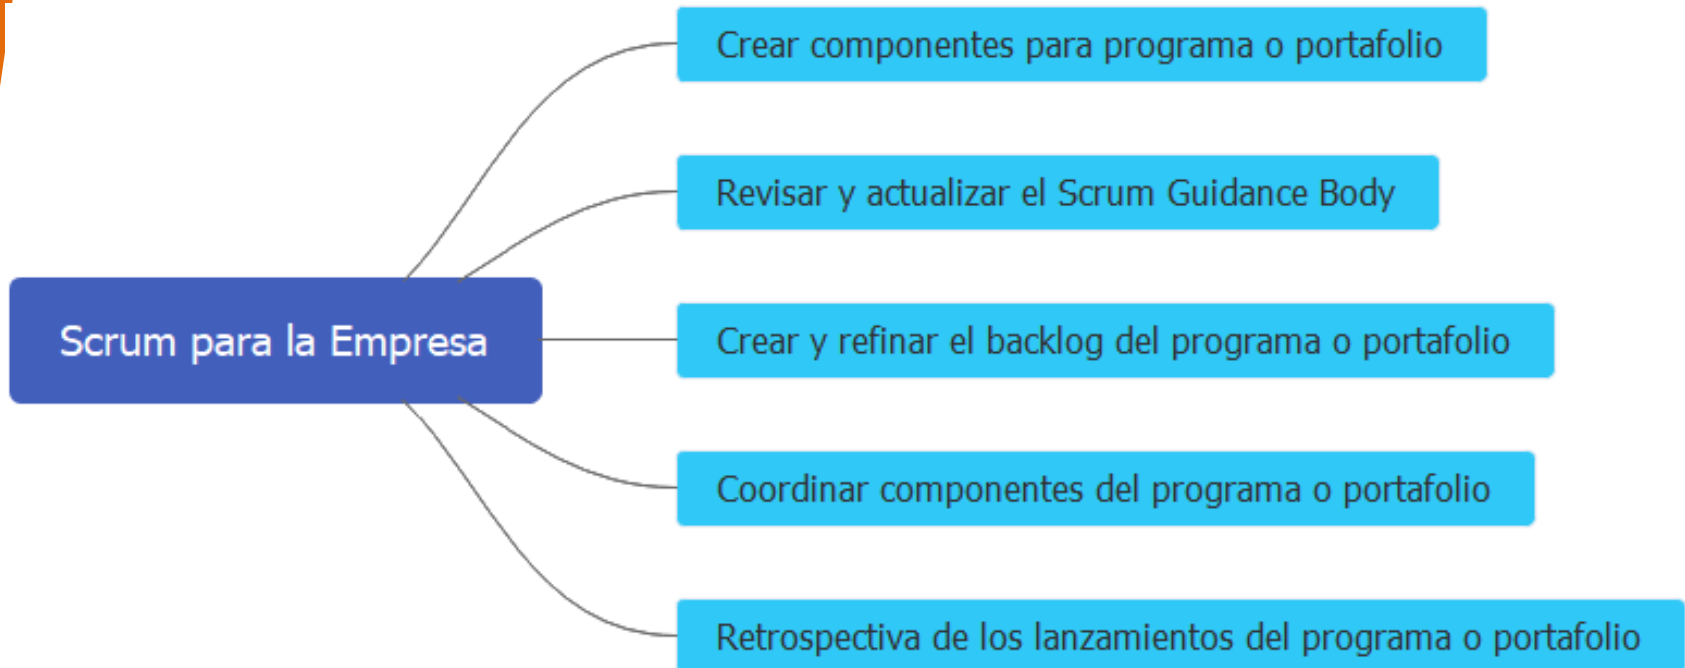 Crear componentes para programa o portafolio
Revisar y actualizar el Scrum Guidance Body
Scrum para la Empresa
Crear y refinar el backlog del programa o portafolio
Coordinar componentes del programa o portafolio
Retrospectiva de los lanzamientos del programa o portafolio